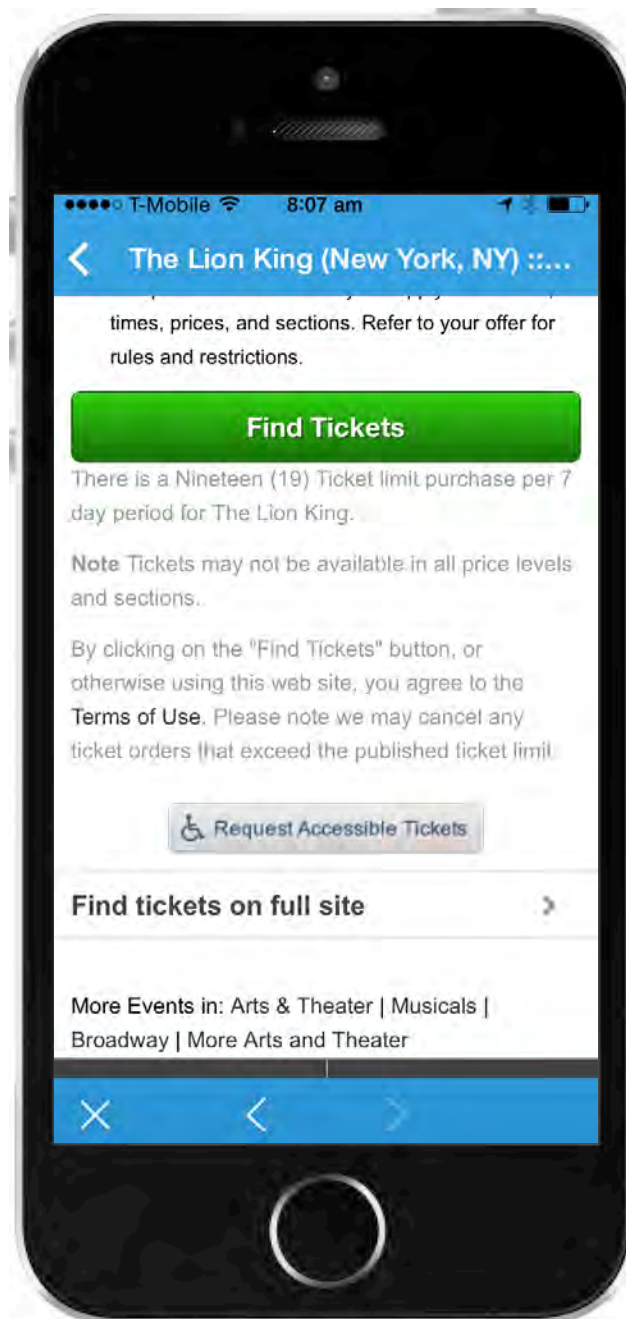 T-Mobile 8:07 am
The Lion King (New York, NY) ::...
times, prices, and sections. Refer to your offer for
rules and restrictions.
Find Tickets
There is a Nineteen (19) Ticket limit purchase per 7
day period for The Lion King.
Note Tickets may not be available in all price levels
and sections.
By clicking on the "Find Tickets" button, or
otherwise using this web site, you agree to the
Terms of Use. Please note we may cancel any
ticket orders that exceed the published ticket limit.
Request Accessible Tickets
Find tickets on full site
More Events in: Arts & Theater | Musicals |
Broadway | More Arts and Theater